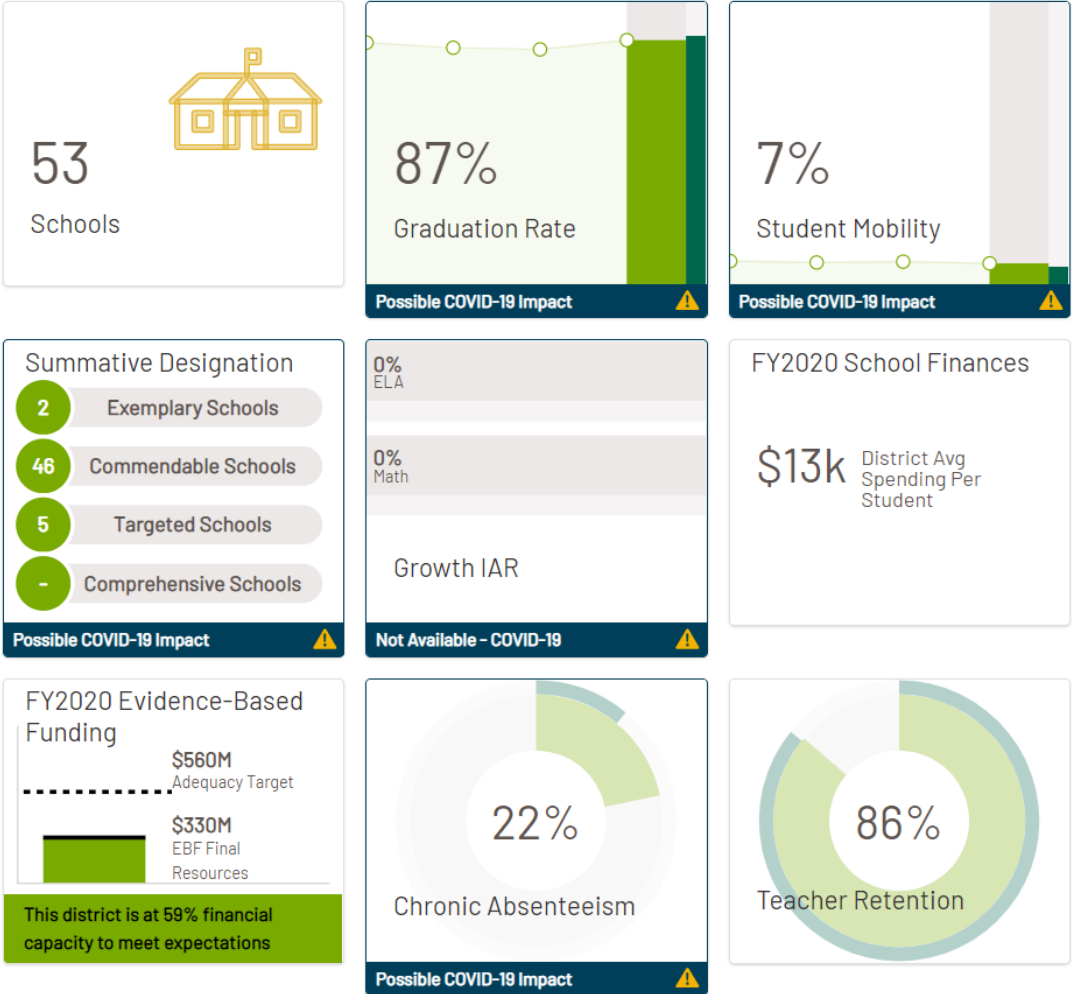 53
Schools
87%
Graduation Rate
Possible COVID-19 Impact
7%
Student Mobility
Possible COVID-19 Impact
Summative Designation
2 Exemplary Schools
46 Commendable Schools
5 Targeted Schools
- Comprehensive Schools
Possible COVID-19 Impact
0%
ELA
0%
Math
Growth IAR
Not Available - COVID-19
FY2020 School Finances
$13k
District Avg
Spending Per
Student
FY2020 Evidence-Based
Funding
$560M
Adequacy Target
$330M
EBF Final
Resources
This district is at 59% financial
capacity to meet expectations
22%
Chronic Absenteeism
Possible COVID-19 Impact
86%
Teacher Retention